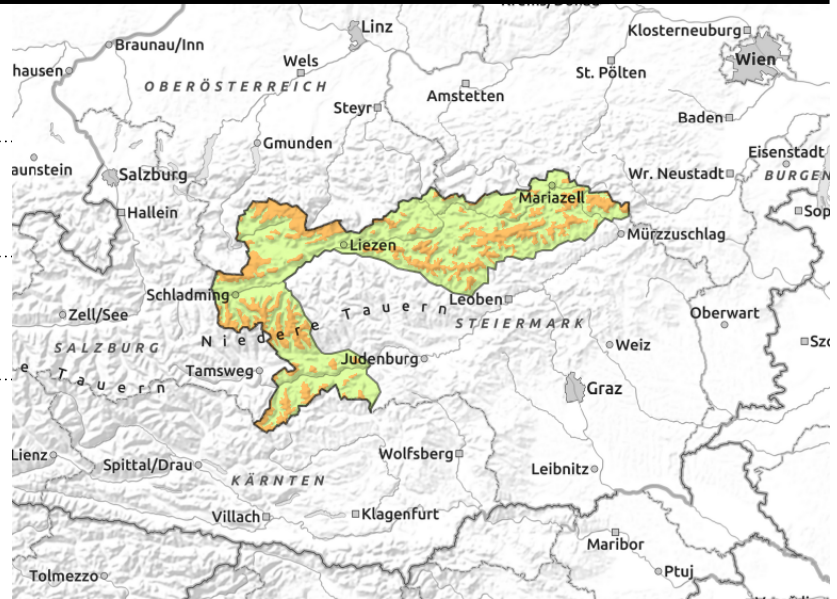 Linz
Braunau/Inn
Klosterneuburg
Wien
hausen
Wels
St. Pölten
OBERÖSTERREICH
Amstetten
Steyr
Baden
Gmunden
Eisenstadt
aunstein
Salzburg
Wr. Neustadt
BURGEN
Mariazell
Hallein
Sop
Mürzzuschlag
Liezen
Schladming
Leoben
Zell/See
Niedere Tauern
STEIERMARK
Oberwart
SALZBURG
Weiz
Szo
Judenburg
e Tauern
Tamsweg
Graz
Wolfsberg
Lienz
Spittal/Drau
Leibnitz
KÄRNTEN
Villach
Klagenfurt
Maribor
Tolmezzo
Ptuj